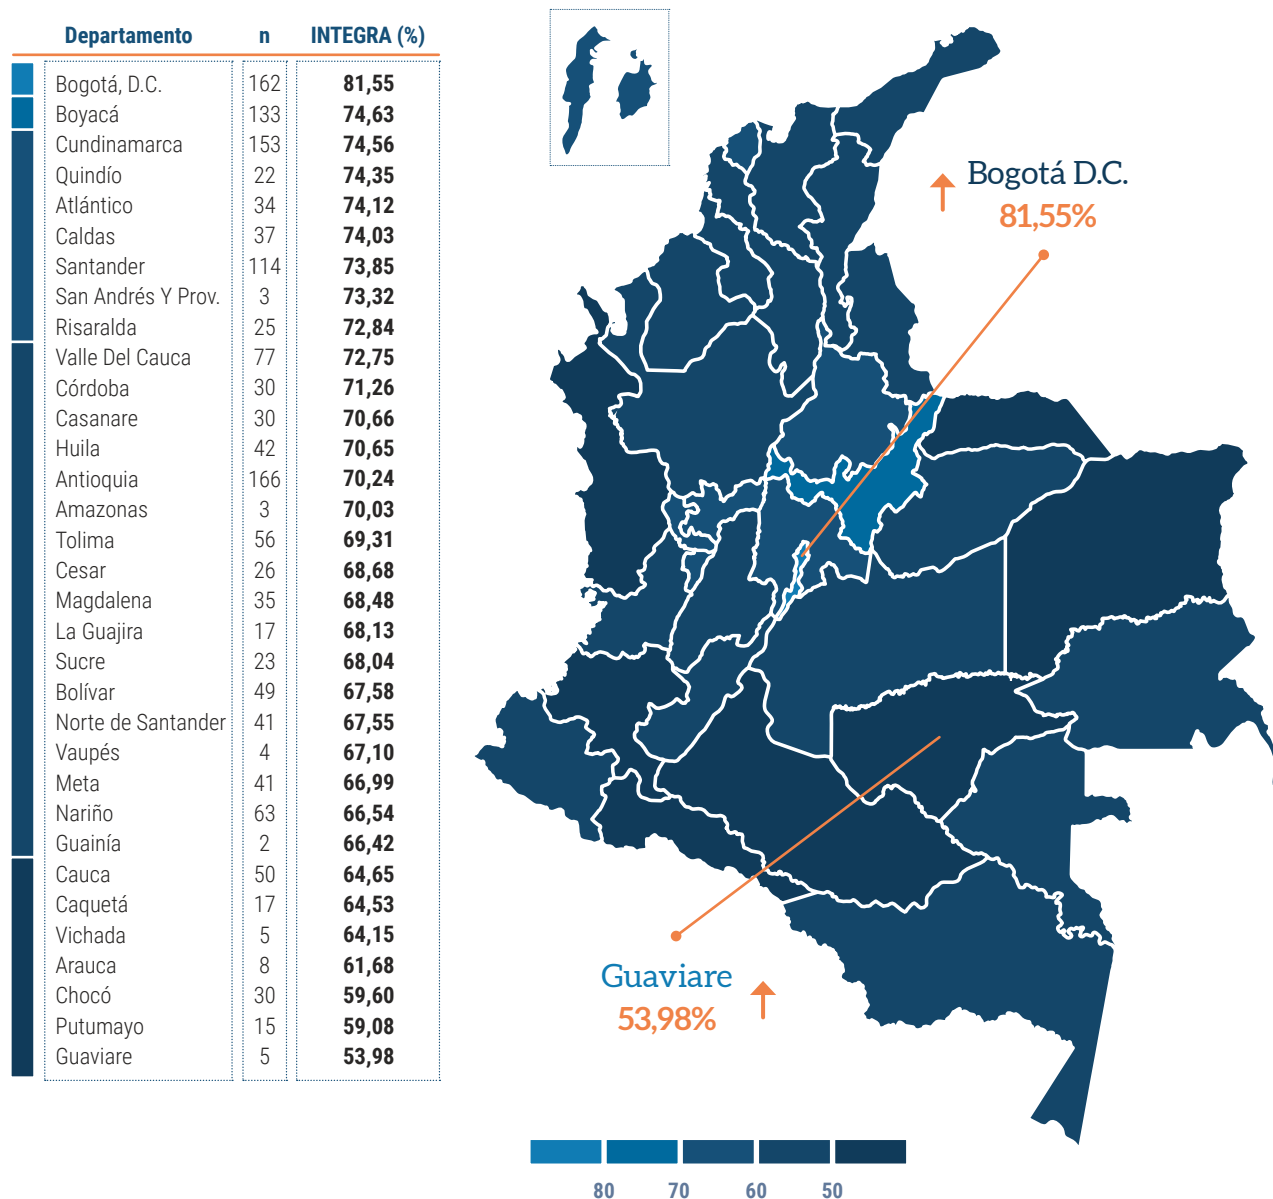 Departamento n INTEGRA (%)
Bogotá, D.C. 162 81,55
Boyacá 133 74,63
Cundinamarca 153 74,56
Quindío 22 74,35
Atlántico 34 74,12
Caldas 37 74,03
Santander 114 73,85
San Andrés Y Prov. 3 73,32
Risaralda 25 72,84
Valle Del Cauca 77 72,75
Córdoba 30 71,26
Casanare 30 70,66
Huila 42 70,65
Antioquia 166 70,24
Amazonas 3 70,03
Tolima 56 69,31
Cesar 26 68,68
Magdalena 35 68,48
La Guajira 17 68,13
Sucre 23 68,04
Bolívar 49 67,58
Norte de Santander 41 67,55
Vaupés 4 67,10
Meta 41 66,99
Nariño 63 66,54
Guainía 2 66,42
Cauca 50 64,65
Caquetá 17 64,53
Vichada 5 64,15
Arauca 8 61,68
Chocó 30 59,60
Putumayo 15 59,08
Guaviare 5 53,98
Bogotá D.C.
81,55%
Guaviare
53,98%
80 70 60 50